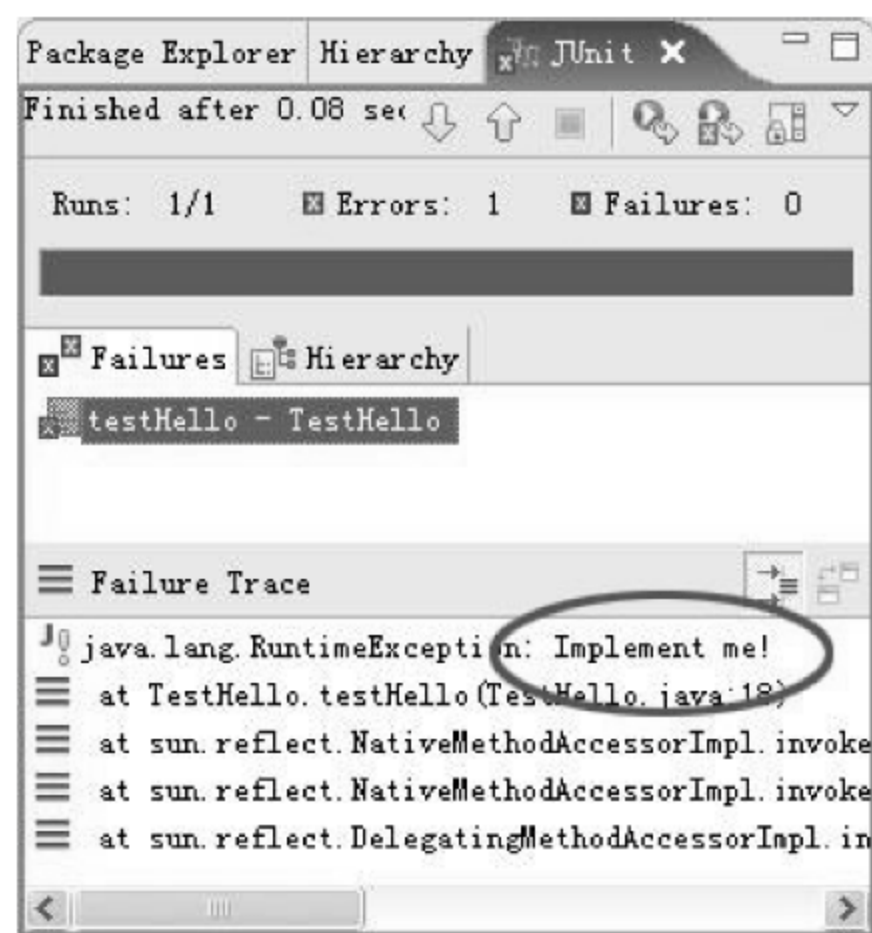 Package Explorer Hierarchy JUnit
Finished after 0.08 sec
Runs: 1/1 Errors: 1 Failures: 0
Failures Hierarchy
testHello - TestHello
Failure Trace
java.lang.RuntimeException: Implement me!
at TestHello.testHello(TestHello.java:18)
at sun.reflect.NativeMethodAccessorImpl.invoke
at sun.reflect.NativeMethodAccessorImpl.invoke
at sun.reflect.DelegatingMethodAccessorImpl.in